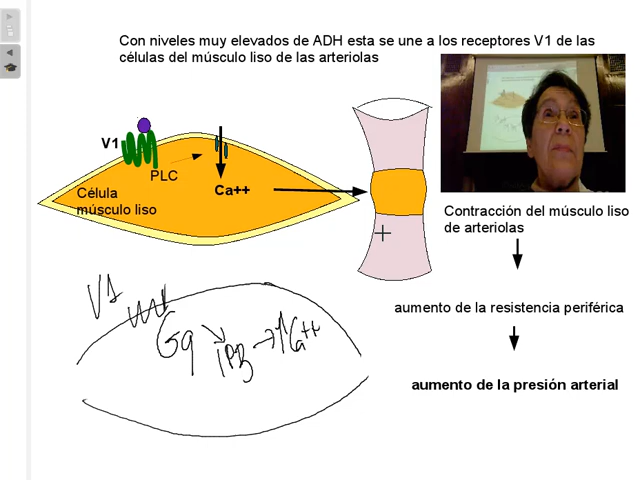 Con niveles muy elevados de ADH esta se une a los receptores V1 de las
células del músculo liso de las arteriolas
V1
PLC
Ca++
Célula
músculo liso
Contracción del músculo liso
de arteriolas
aumento de la resistencia periférica
aumento de la presión arterial
V1
Gq
IP3
↑Ca++